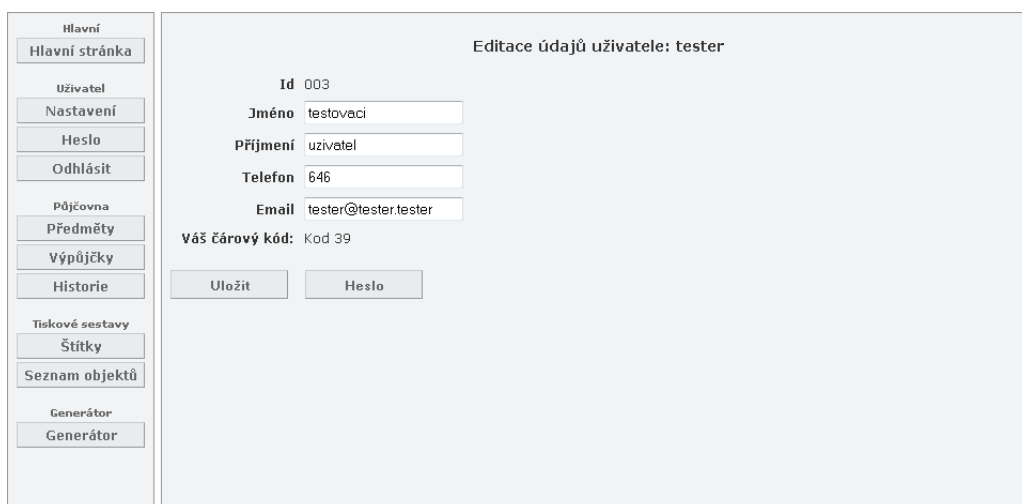 Hlavní
Hlavní stránka
Uživatel
Nastavení
Heslo
Odhlásit
Půjčovna
Předměty
Výpůjčky
Historie
Tiskové sestavy
Štítky
Seznam objektů
Generátor
Generátor
Editace údajů uživatele: tester
Id 003
Jméno testovaci
Příjmení uzivatel
Telefon 646
Email tester@tester.tester
Váš čárový kód: Kod 39
Uložit Heslo